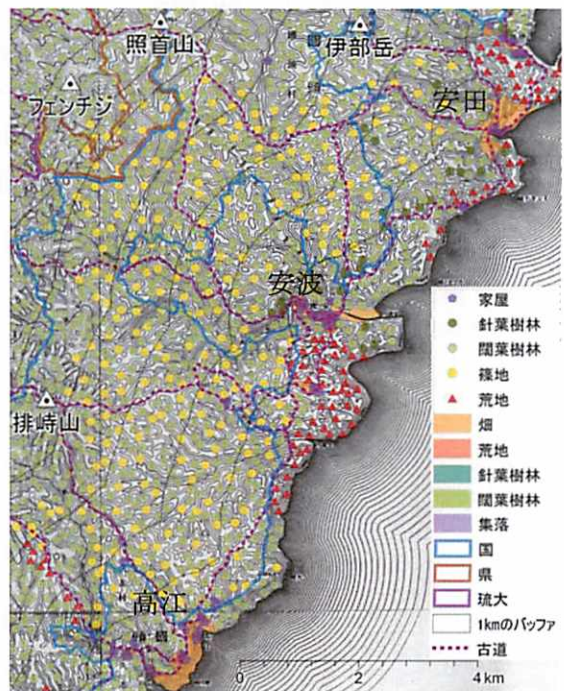 照首山
伊部岳
フェンチヂ
安田
安波
排峙山
高江
國頭
家屋
針葉樹林
闊葉樹林
篠地
荒地
畑
荒地
針葉樹林
闊葉樹林
集落
国
県
琉大
1kmのバッファ
古道
0 2 4 km